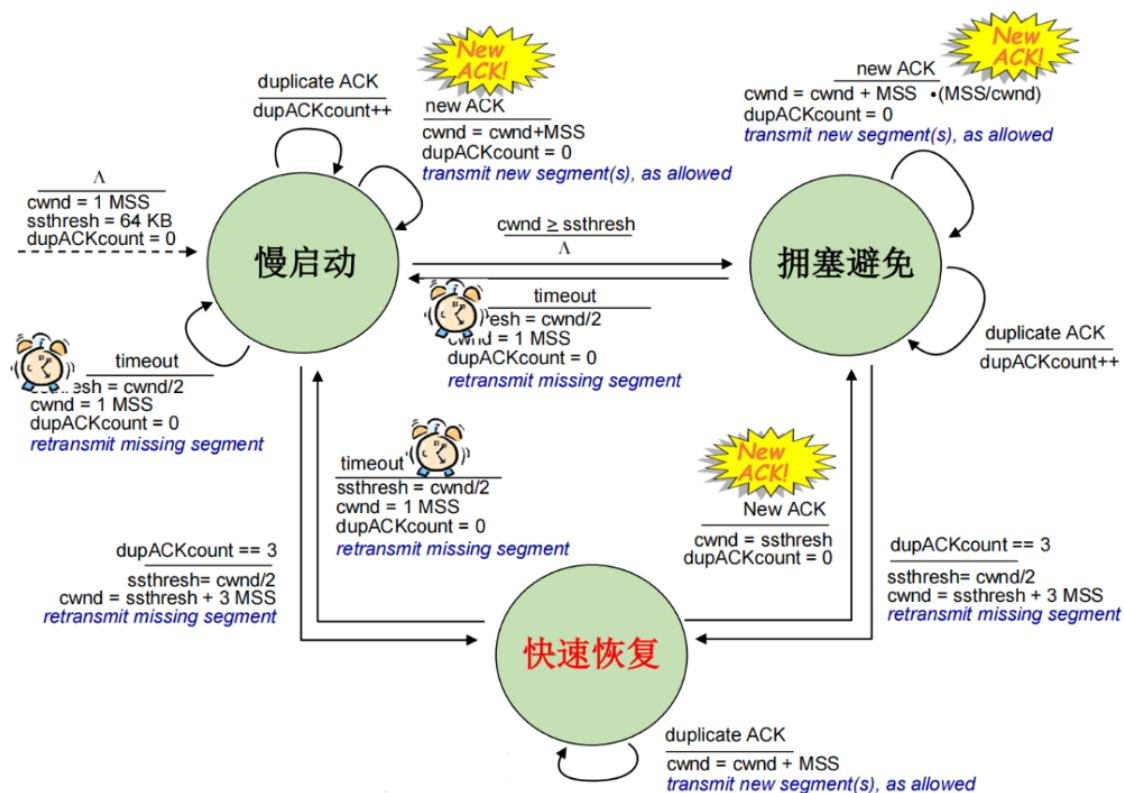 New
ACK!
duplicate ACK
dupACKcount++
new ACK
cwnd = cwnd+MSS
dupACKcount = 0
transmit new segment(s), as allowed
New
ACK!
new ACK
cwnd = cwnd + MSS •(MSS/cwnd)
dupACKcount = 0
transmit new segment(s), as allowed
Λ
cwnd = 1 MSS
ssthresh = 64 KB
dupACKcount = 0
慢启动
cwnd ≥ ssthresh
Λ
拥塞避免
timeout
resh = cwnd/2
cwnd = 1 MSS
dupACKcount = 0
retransmit missing segment
duplicate ACK
dupACKcount++
timeout
ssthresh = cwnd/2
cwnd = 1 MSS
dupACKcount = 0
retransmit missing segment
timeout
ssthresh = cwnd/2
cwnd = 1 MSS
dupACKcount = 0
retransmit missing segment
New
ACK!
New ACK
cwnd = ssthresh
dupACKcount = 0
dupACKcount == 3
ssthresh= cwnd/2
cwnd = ssthresh + 3 MSS
retransmit missing segment
dupACKcount == 3
ssthresh= cwnd/2
cwnd = ssthresh + 3 MSS
retransmit missing segment
快速恢复
duplicate ACK
cwnd = cwnd + MSS
transmit new segment(s), as allowed